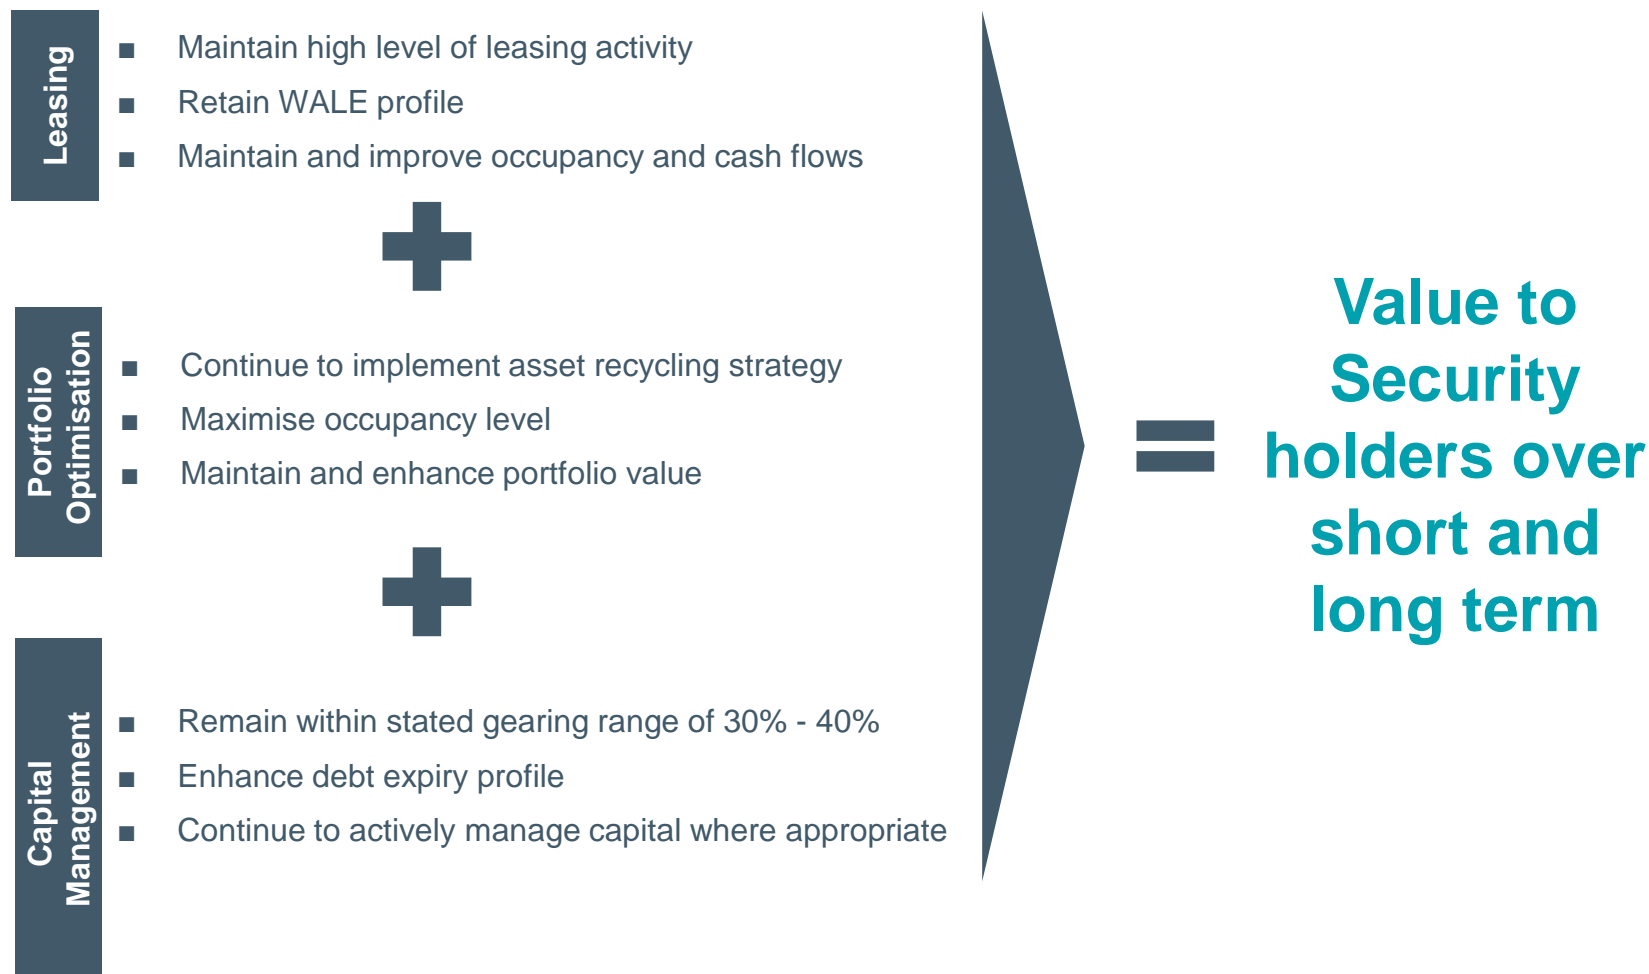 Leasing
■ Maintain high level of leasing activity
■ Retain WALE profile
■ Maintain and improve occupancy and cash flows
Portfolio
Optimisation
■ Continue to implement asset recycling strategy
■ Maximise occupancy level
■ Maintain and enhance portfolio value
Capital
Management
■ Remain within stated gearing range of 30% - 40%
■ Enhance debt expiry profile
■ Continue to actively manage capital where appropriate
=
Value to
Security
holders over
short and
long term